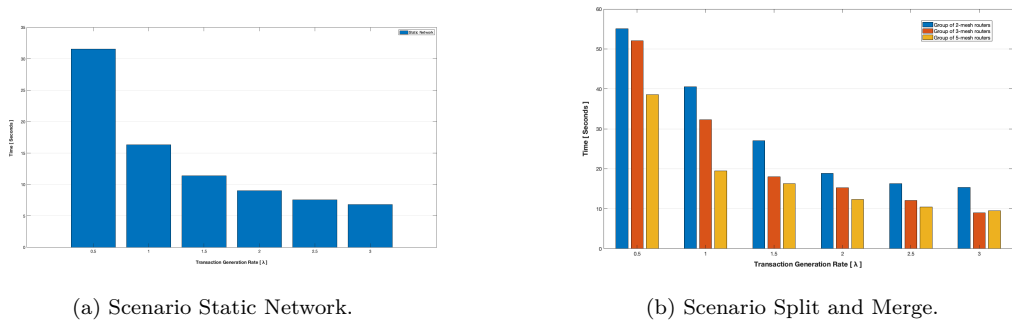 35
30
25
20
15
10
5
0
Time [ Seconds ]
Static Network
0.5 1 1.5 2 2.5 3
Transaction Generation Rate [ λ ]
(a) Scenario Static Network.
60
50
40
30
20
10
0
Time [ Seconds ]
Group of 2-mesh routers
Group of 3-mesh routers
Group of 5-mesh routers
0.5 1 1.5 2 2.5 3
Transaction Generation Rate [ λ ]
(b) Scenario Split and Merge.